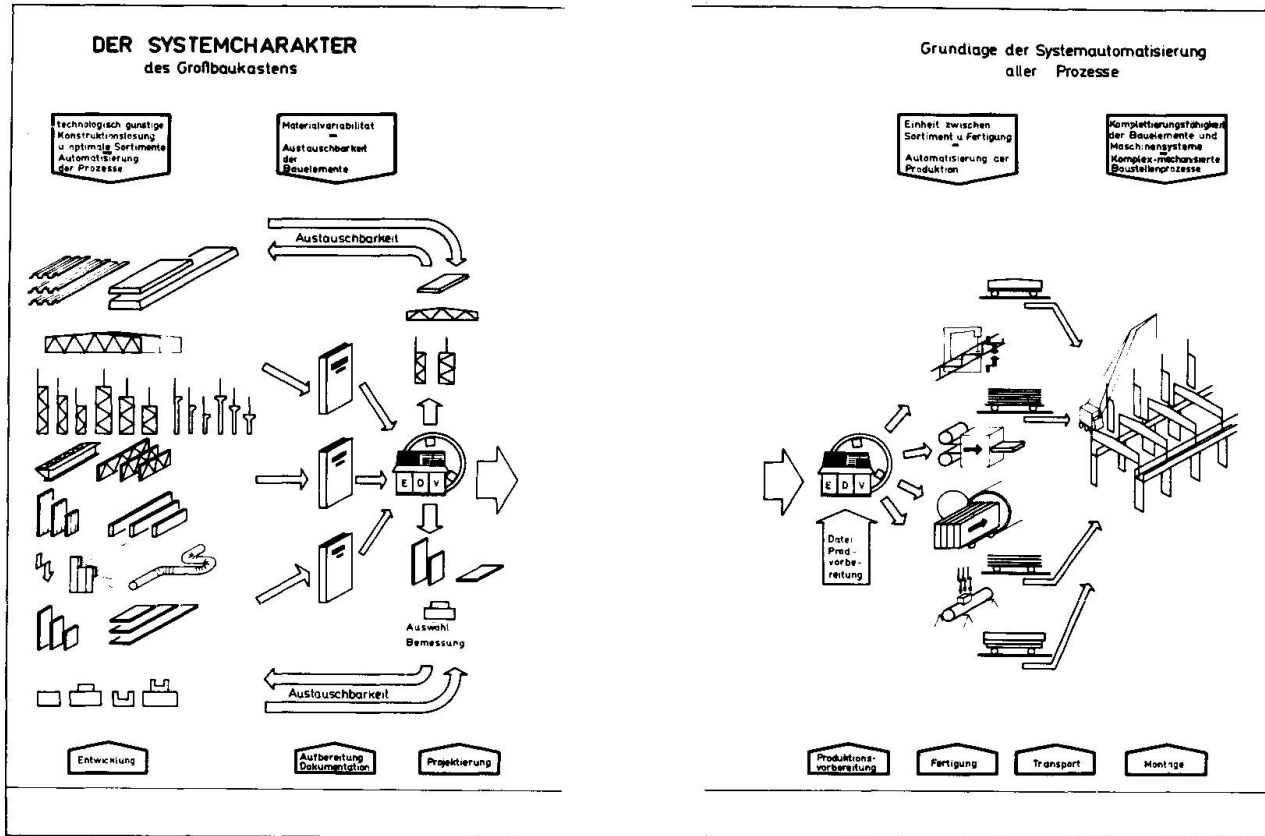 DER SYSTEMCHARAKTER
des Großbaukastens
technologisch günstige
Konstruktionslösung
u optimale Sortimente
Automatisierung
der Prozesse
Materialvariabilität
Austauschbarkeit
der
Bauelemente
Austauschbarkeit
E D V
Auswahl
Bemessung
Austauschbarkeit
Entwicklung
Aufbereitung
Dokumentation
Projektierung
Grundlage der Systemautomatisierung
aller Prozesse
Einheit zwischen
Sortiment u Fertigung
Automatisierung der
Produktion
Komplettierungsfähigkeit
der Bauelemente und
Maschinensysteme
Komplex-mechanisierte
Baustellenprozesse
E D V
Datei
Prod-
vorbe-
reitung
Produktions-
vorbereitung
Fertigung
Transport
Montage